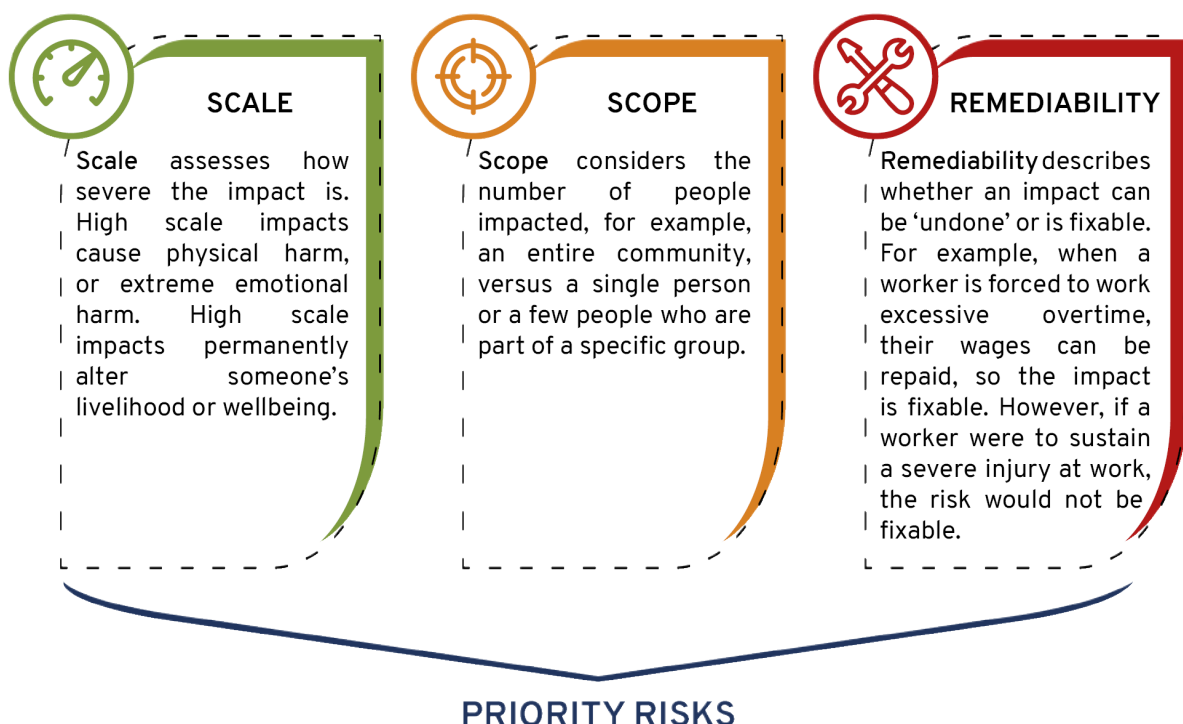 SCALE
Scale assesses how
severe the impact is.
High scale impacts
cause physical harm,
or extreme emotional
harm. High scale
impacts permanently
alter someone’s
livelihood or wellbeing.
SCOPE
Scope considers the
number of people
impacted, for example,
an entire community,
versus a single person
or a few people who are
part of a specific group.
REMEDIABILITY
Remediability describes
whether an impact can
be ‘undone’ or is fixable.
For example, when a
worker is forced to work
excessive overtime,
their wages can be
repaid, so the impact
is fixable. However, if a
worker were to sustain
a severe injury at work,
the risk would not be
fixable.
PRIORITY RISKS